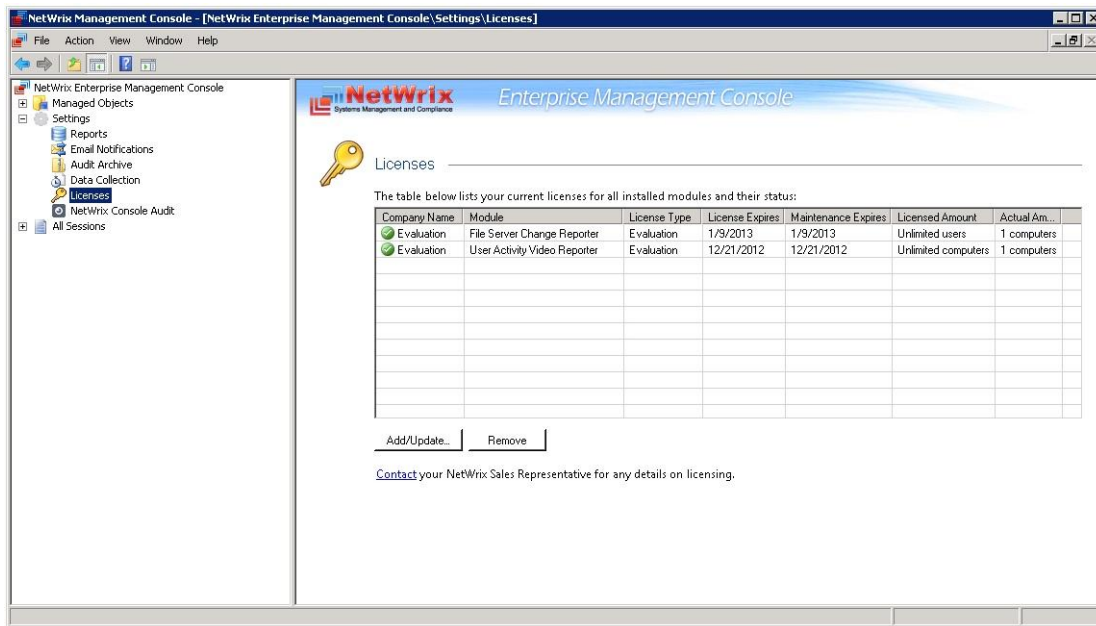 NetWrix Management Console - [NetWrix Enterprise Management Console\Settings\Licenses]
File Action View Window Help
NetWrix Enterprise Management Console
Managed Objects
Settings
Reports
Email Notifications
Audit Archive
Data Collection
Licenses
NetWrix Console Audit
All Sessions
NetWrix
Systems Management and Compliance
Enterprise Management Console
Licenses
The table below lists your current licenses for all installed modules and their status:
Company Name Module License Type License Expires Maintenance Expires Licensed Amount Actual Am...
Evaluation File Server Change Reporter Evaluation 1/9/2013 1/9/2013 Unlimited users 1 computers
Evaluation User Activity Video Reporter Evaluation 12/21/2012 12/21/2012 Unlimited computers 1 computers
Add/Update... Remove
Contact your NetWrix Sales Representative for any details on licensing.